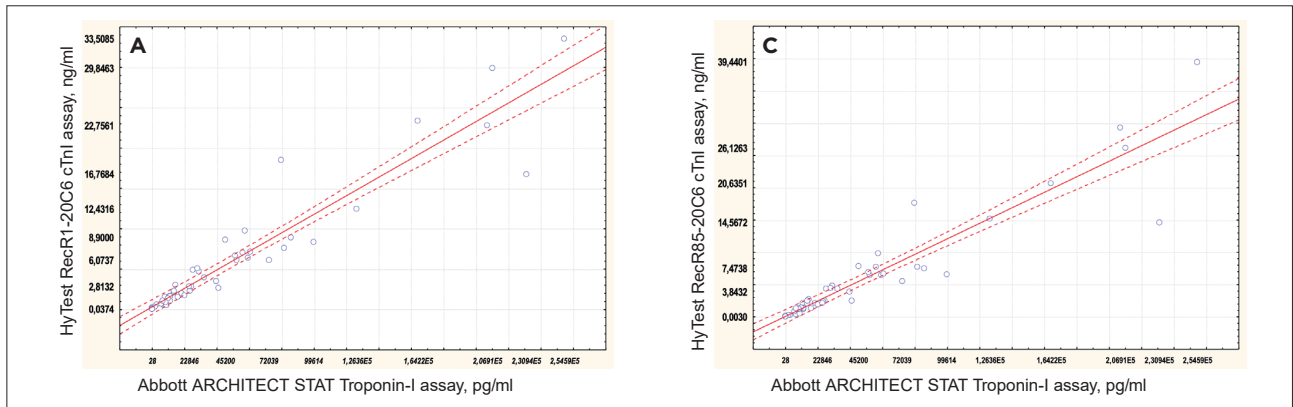 A
HyTest RecR1-20C6 cTnI assay, ng/ml
33,5085
29,8463
22,7561
16,7684
12,4316
8,9000
6,0737
2,8132
0,0374
28 22846 45200 72039 99614 1,2636E5 1,6422E5 2,0691E5 2,3094E5 2,5459E5
Abbott ARCHITECT STAT Troponin-I assay, pg/ml
C
HyTest RecR85-20C6 cTnI assay, ng/ml
39,4401
26,1263
20,6351
14,5672
7,4738
3,8432
0,0030
28 22846 45200 72039 99614 1,2636E5 1,6422E5 2,0691E5 2,3094E5 2,5459E5
Abbott ARCHITECT STAT Troponin-I assay, pg/ml